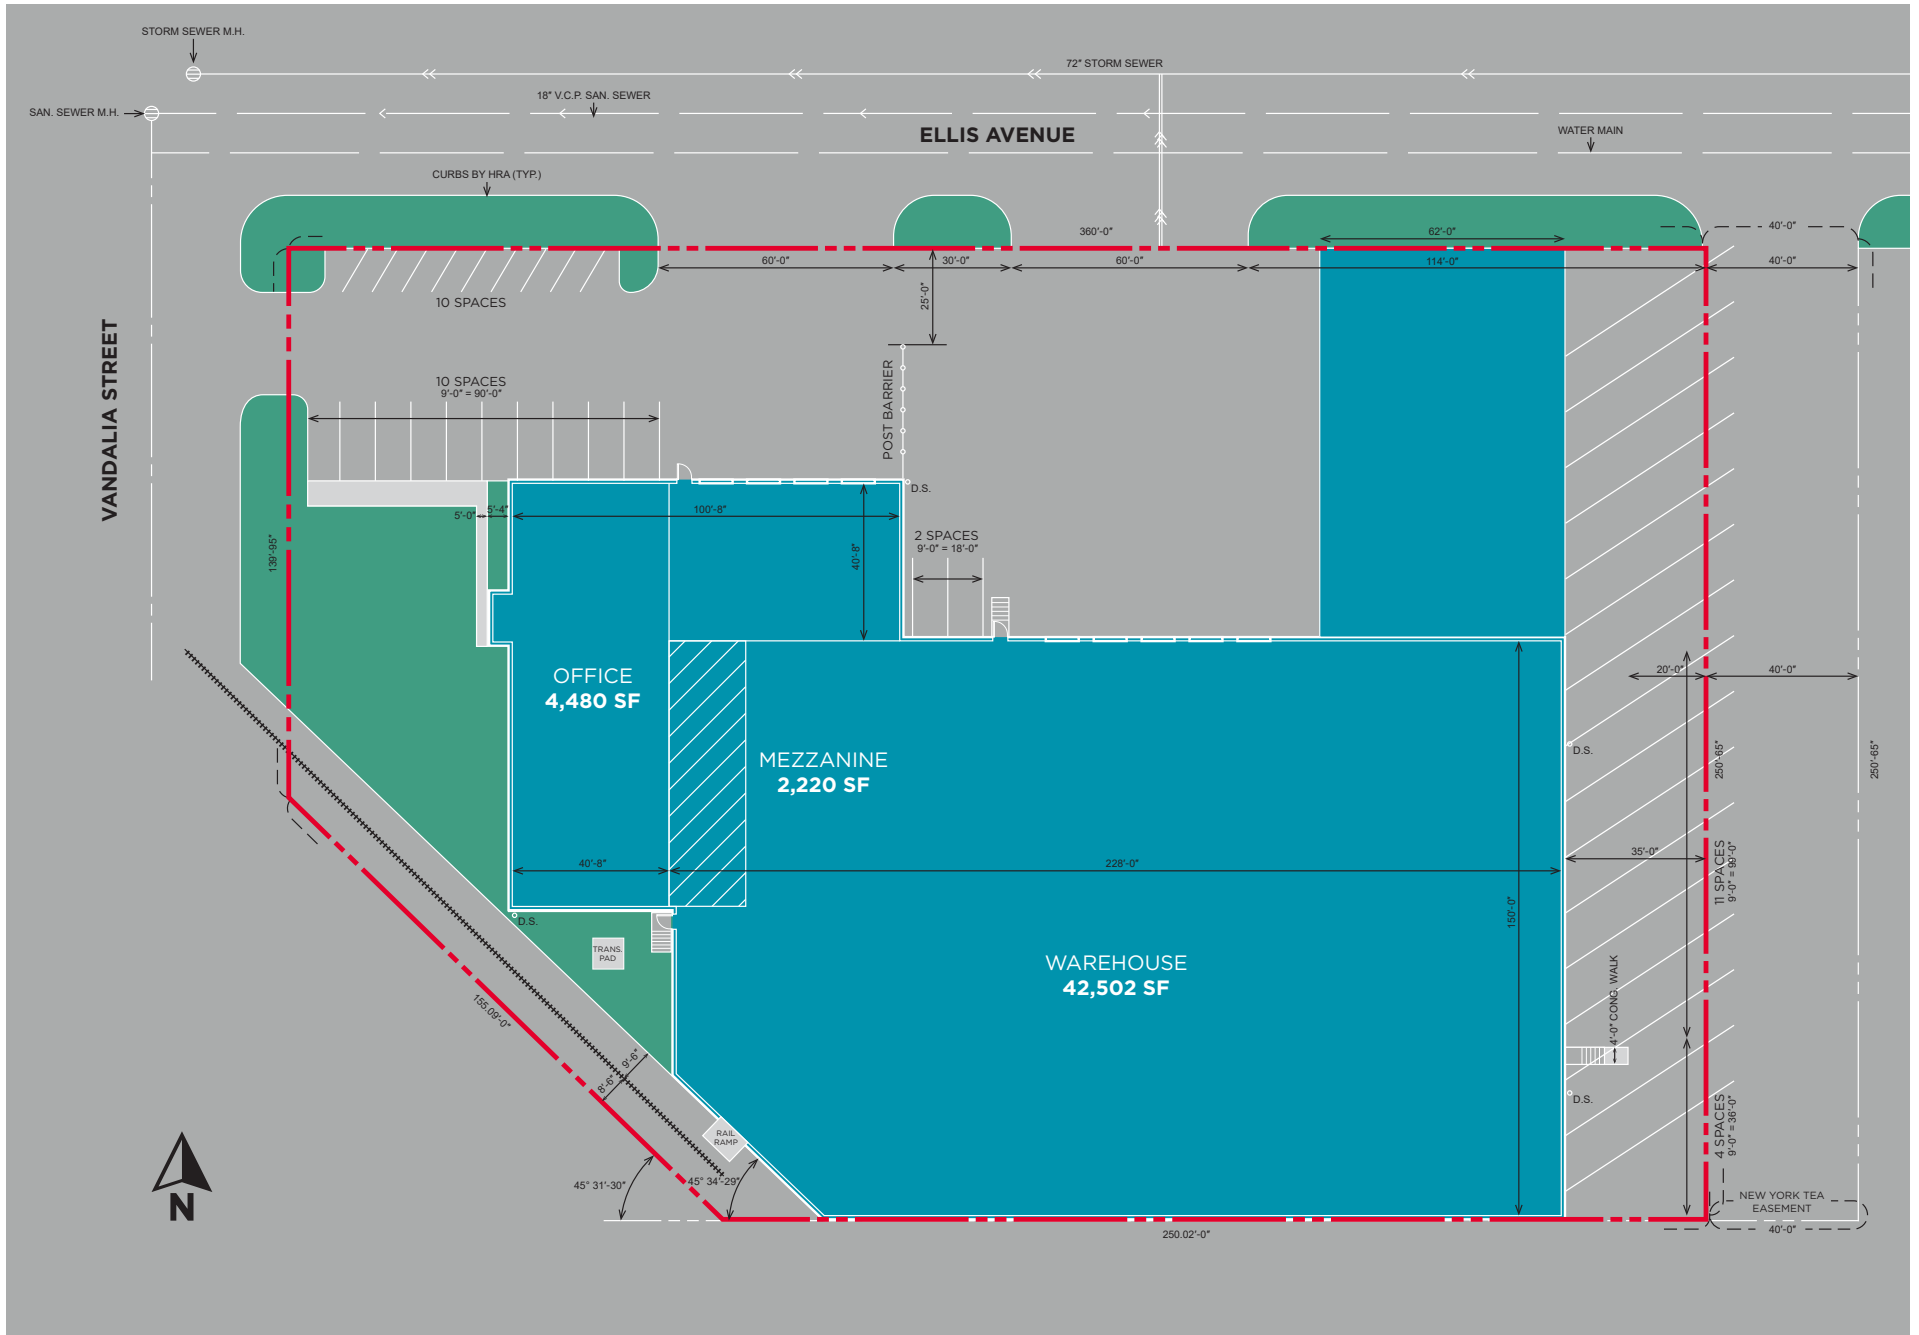 STORM SEWER M.H.
72" STORM SEWER
18" V.C.P. SAN. SEWER
SAN. SEWER M.H.
ELLIS AVENUE
WATER MAIN
CURBS BY HRA (TYP.)
360'-0"
62'-0"
40'-0"
60'-0"
30'-0"
60'-0"
114'-0"
40'-0"
25'-0"
10 SPACES
VANDALIA STREET
10 SPACES
9'-0" = 90'-0"
POST BARRIER
D.S.
5'-0"
5'-4"
100'-8"
40'-8"
139'-95"
2 SPACES
9'-0" = 18'-0"
OFFICE
4,480 SF
20'-0"
40'-0"
MEZZANINE
2,220 SF
D.S.
250'-65"
250'-65"
40'-8"
228'-0"
35'-0"
11 SPACES
9'-0" = 99'-0"
150'-0"
D.S.
TRANS.
PAD
WAREHOUSE
42,502 SF
155.09'-0"
4'-0" CONG. WALK
9'-6"
8'-6"
D.S.
4 SPACES
9'-0" = 36'-0"
RAIL
RAMP
45° 31'-30"
45° 34'-29"
N
NEW YORK TEA
EASEMENT
40'-0"
250.02'-0"